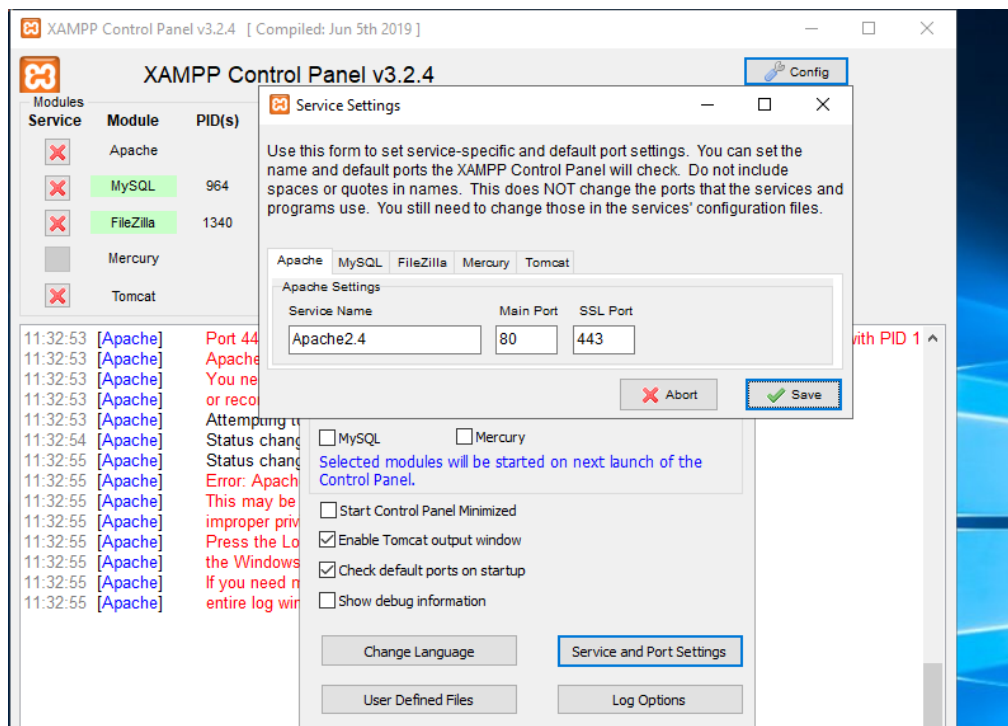 XAMPP Control Panel v3.2.4 [ Compiled: Jun 5th 2019 ]
XAMPP Control Panel v3.2.4
Config
Modules
Service Module PID(s)
Apache
MySQL 964
FileZilla 1340
Mercury
Tomcat
Service Settings
Use this form to set service-specific and default port settings. You can set the
name and default ports the XAMPP Control Panel will check. Do not include
spaces or quotes in names. This does NOT change the ports that the services and
programs use. You still need to change those in the services' configuration files.
Apache MySQL FileZilla Mercury Tomcat
Apache Settings
Service Name Main Port SSL Port
Apache2.4 80 443
Abort Save
11:32:53 [Apache] Port 44 with PID 1
11:32:53 [Apache] Apache
11:32:53 [Apache] You ne
11:32:53 [Apache] or reco
11:32:53 [Apache] Attempting t
11:32:54 [Apache] Status chang
11:32:55 [Apache] Status chang
11:32:55 [Apache] Error: Apach
11:32:55 [Apache] This may be
11:32:55 [Apache] improper priv
11:32:55 [Apache] Press the Lo
11:32:55 [Apache] the Windows
11:32:55 [Apache] If you need m
11:32:55 [Apache] entire log win
MySQL Mercury
Selected modules will be started on next launch of the
Control Panel.
Start Control Panel Minimized
Enable Tomcat output window
Check default ports on startup
Show debug information
Change Language Service and Port Settings
User Defined Files Log Options